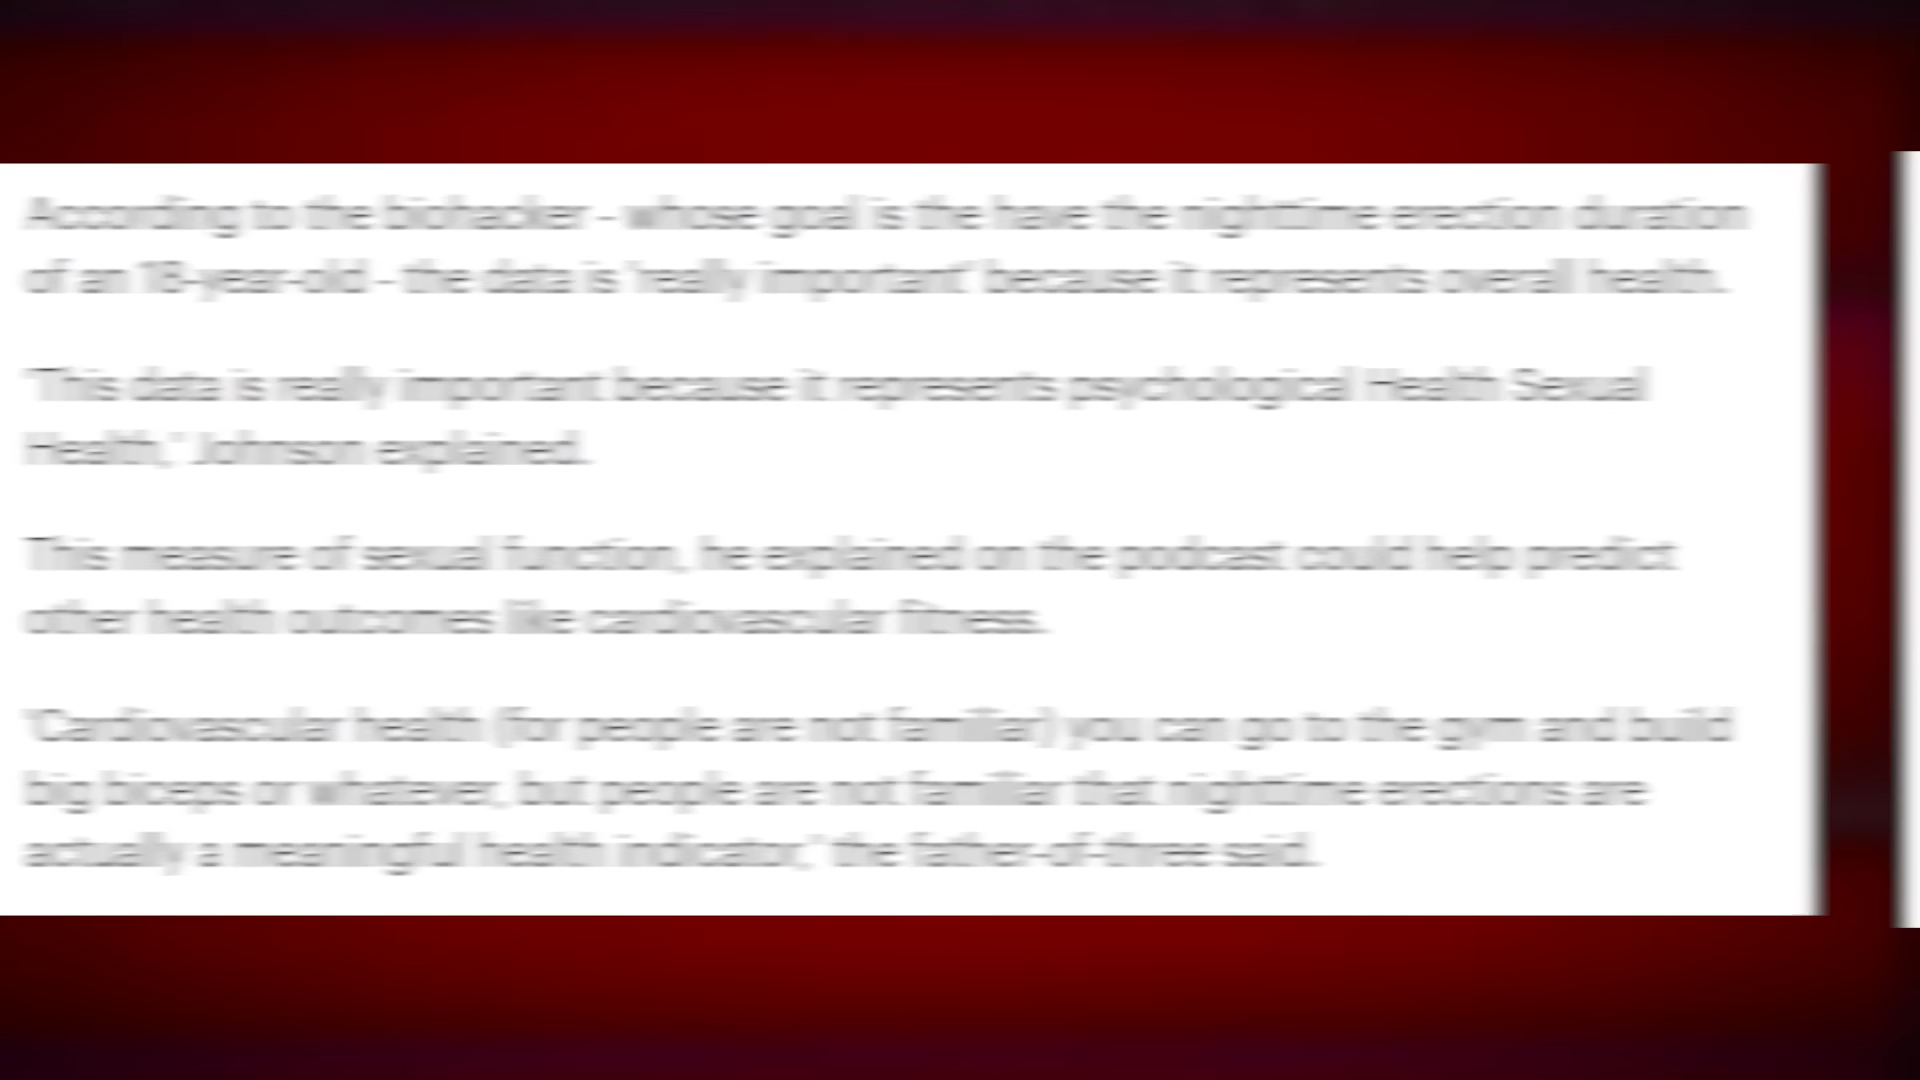 According to the biohacker - whose goal is the have the nighttime erection duration
of an 18-year-old - the data is 'really important' because it represents overall health.
'This data is really important because it represents psychological Health Sexual
Health,' Johnson explained.
This measure of sexual function, he explained on the podcast could help predict
other health outcomes like cardiovascular fitness.
'Cardiovascular health (for people are not familiar) you can go to the gym and build
big biceps or whatever, but people are not familiar that nighttime erections are
actually a meaningful health indicator,' the father-of-three said.